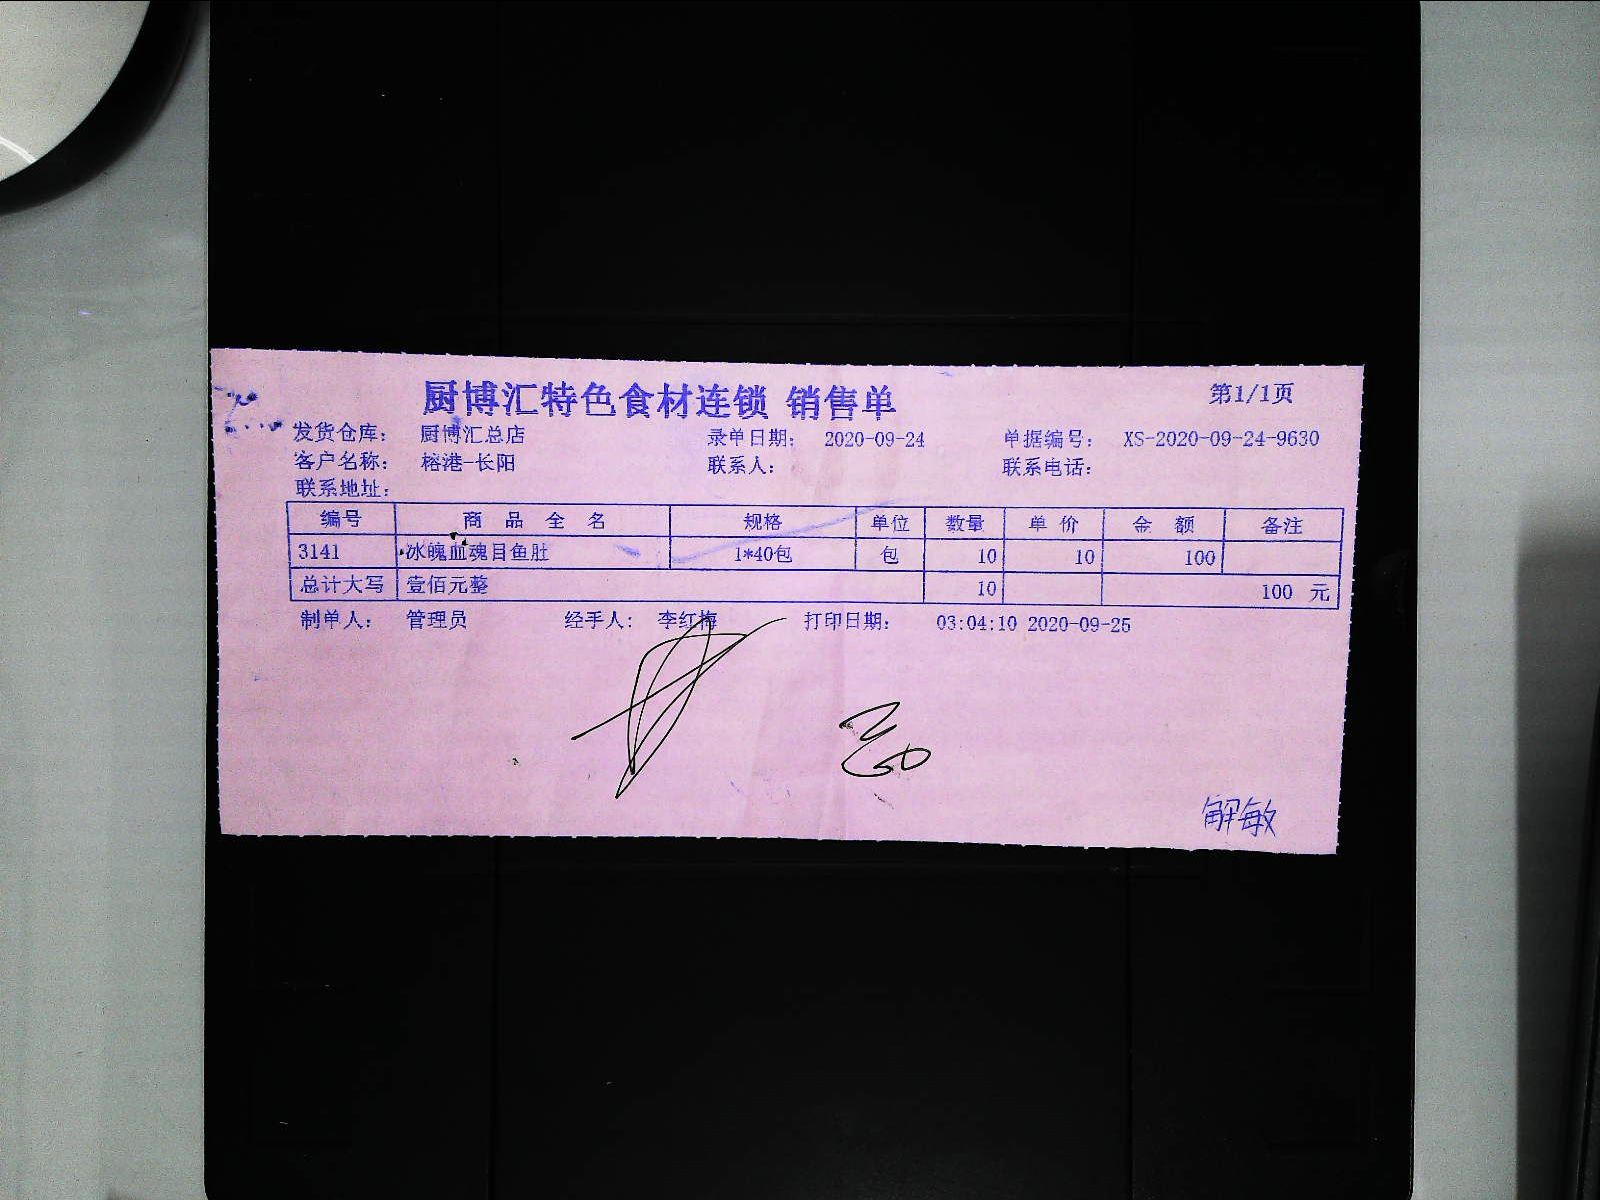 厨博汇特色食材连锁 销售单 第1/1页
发货仓库： 厨博汇总店 录单日期： 2020-09-24 单据编号： XS-2020-09-24-9630
客户名称： 榕港-长阳 联系人： 联系电话：
联系地址：
编号 商品全名 规格 单位 数量 单价 金额 备注
3141 冰魄血魂目鱼肚 1*40包 包 10 10 100
总计大写 壹佰元整 10 100 元
制单人： 管理员 经手人： 李红梅 打印日期： 03:04:10 2020-09-25
解敏